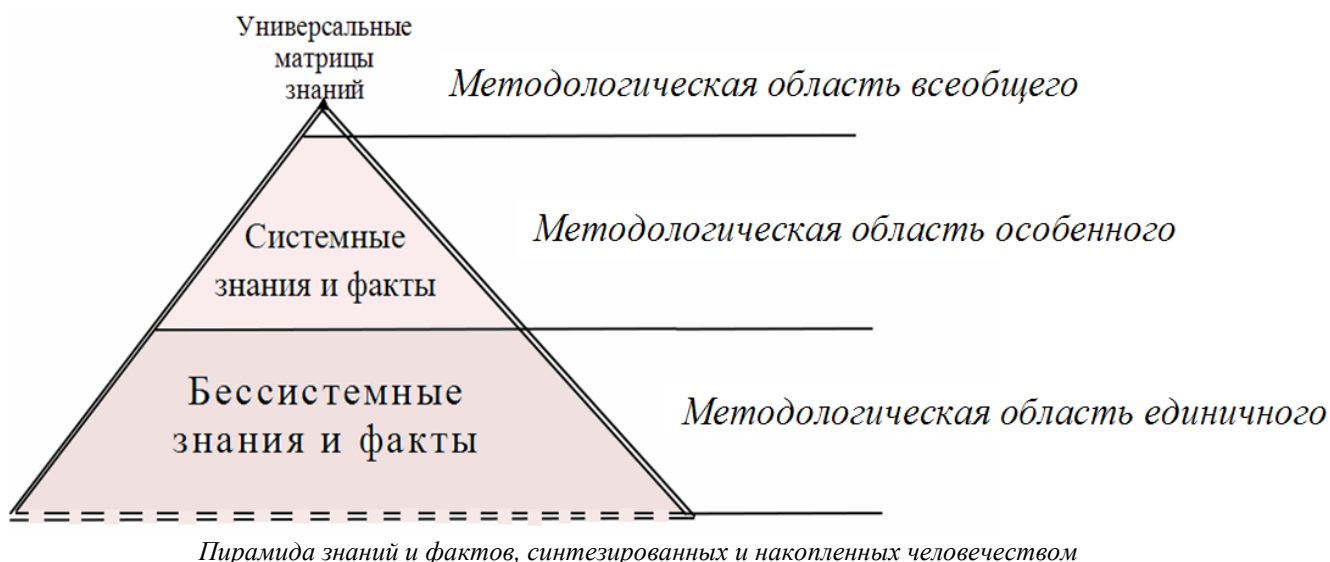 Универсальные
матрицы
знаний
Методологическая область всеобщего
Системные
знания и факты
Методологическая область особенного
Бессистемные
знания и факты
Методологическая область единичного
Пирамида знаний и фактов, синтезированных и накопленных человечеством